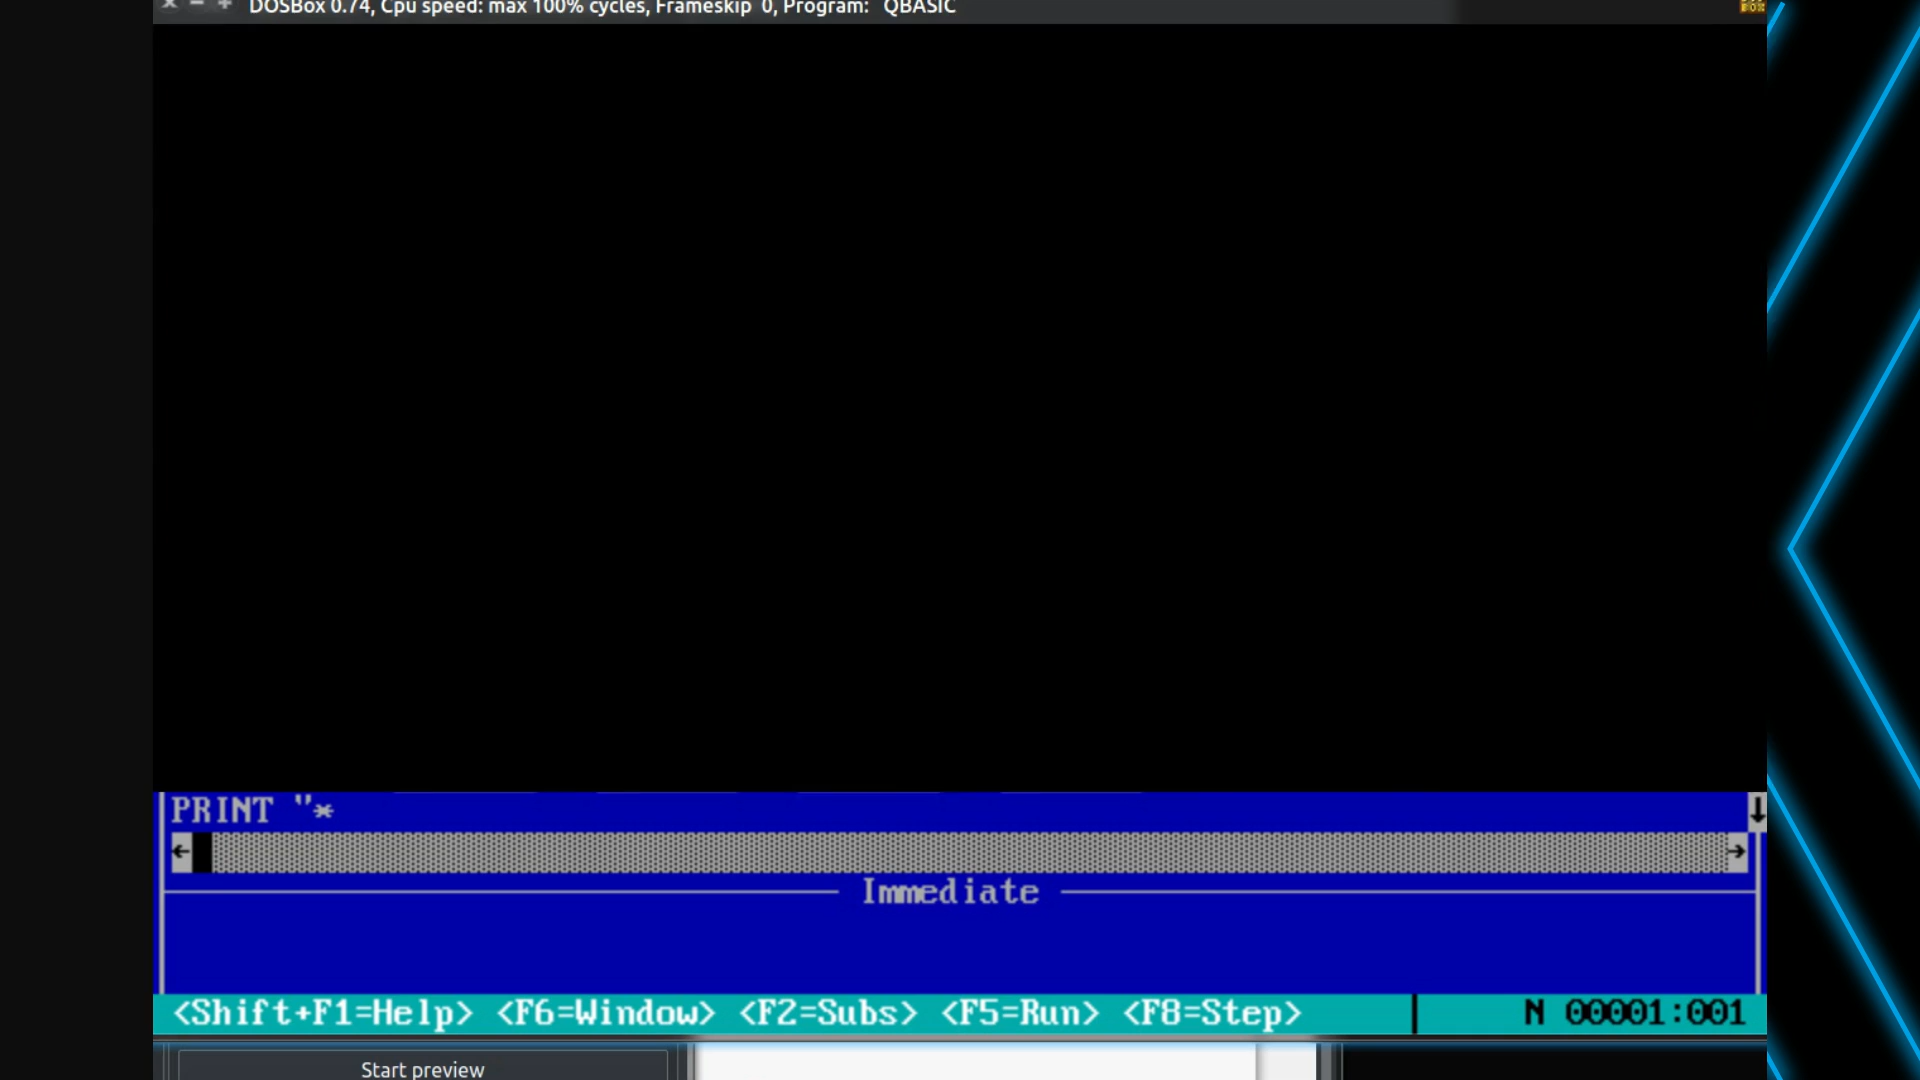 DOSBox 0.74, Cpu speed: max 100% cycles, Frameskip 0, Program: QBASIC
PRINT "*
Immediate
<Shift+F1=Help> <F6=Window> <F2=Subs> <F5=Run> <F8=Step> N 00001:001
Start preview